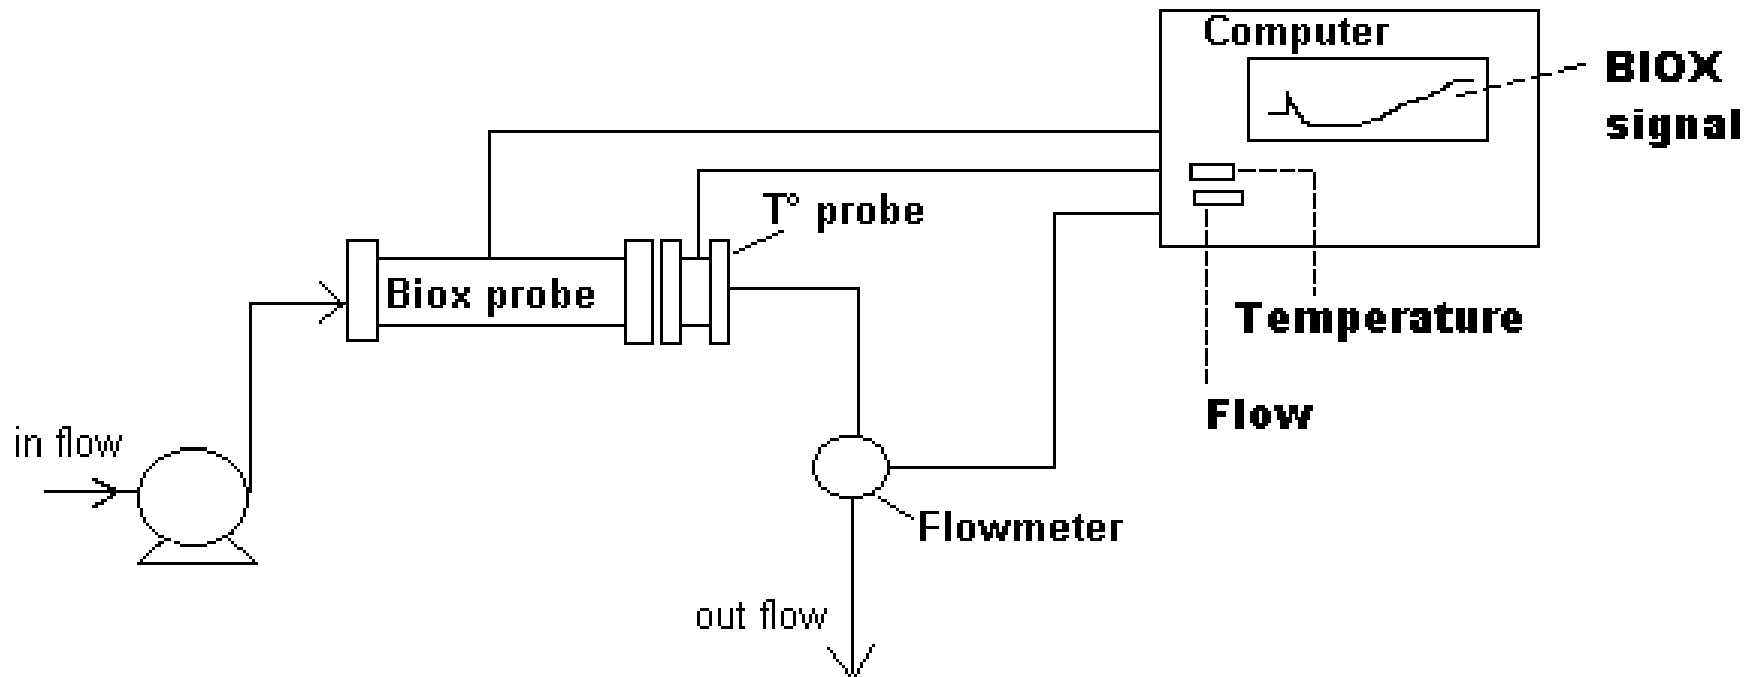 Computer
BIOX
signal
T° probe
Biox probe
Temperature
Flow
in flow
Flowmeter
out flow